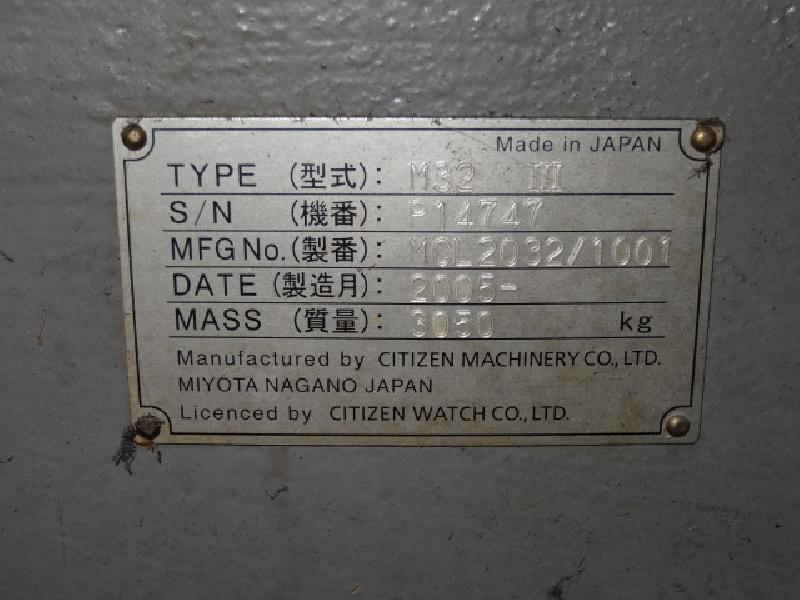 Made in JAPAN
TYPE (型式): M32 III
S/N (機番): P14747
MFG No.(製番): MCL2032/1001
DATE (製造月): 2005-
MASS (質量): 3050 kg
Manufactured by CITIZEN MACHINERY CO., LTD.
MIYOTA NAGANO JAPAN
Licenced by CITIZEN WATCH CO., LTD.